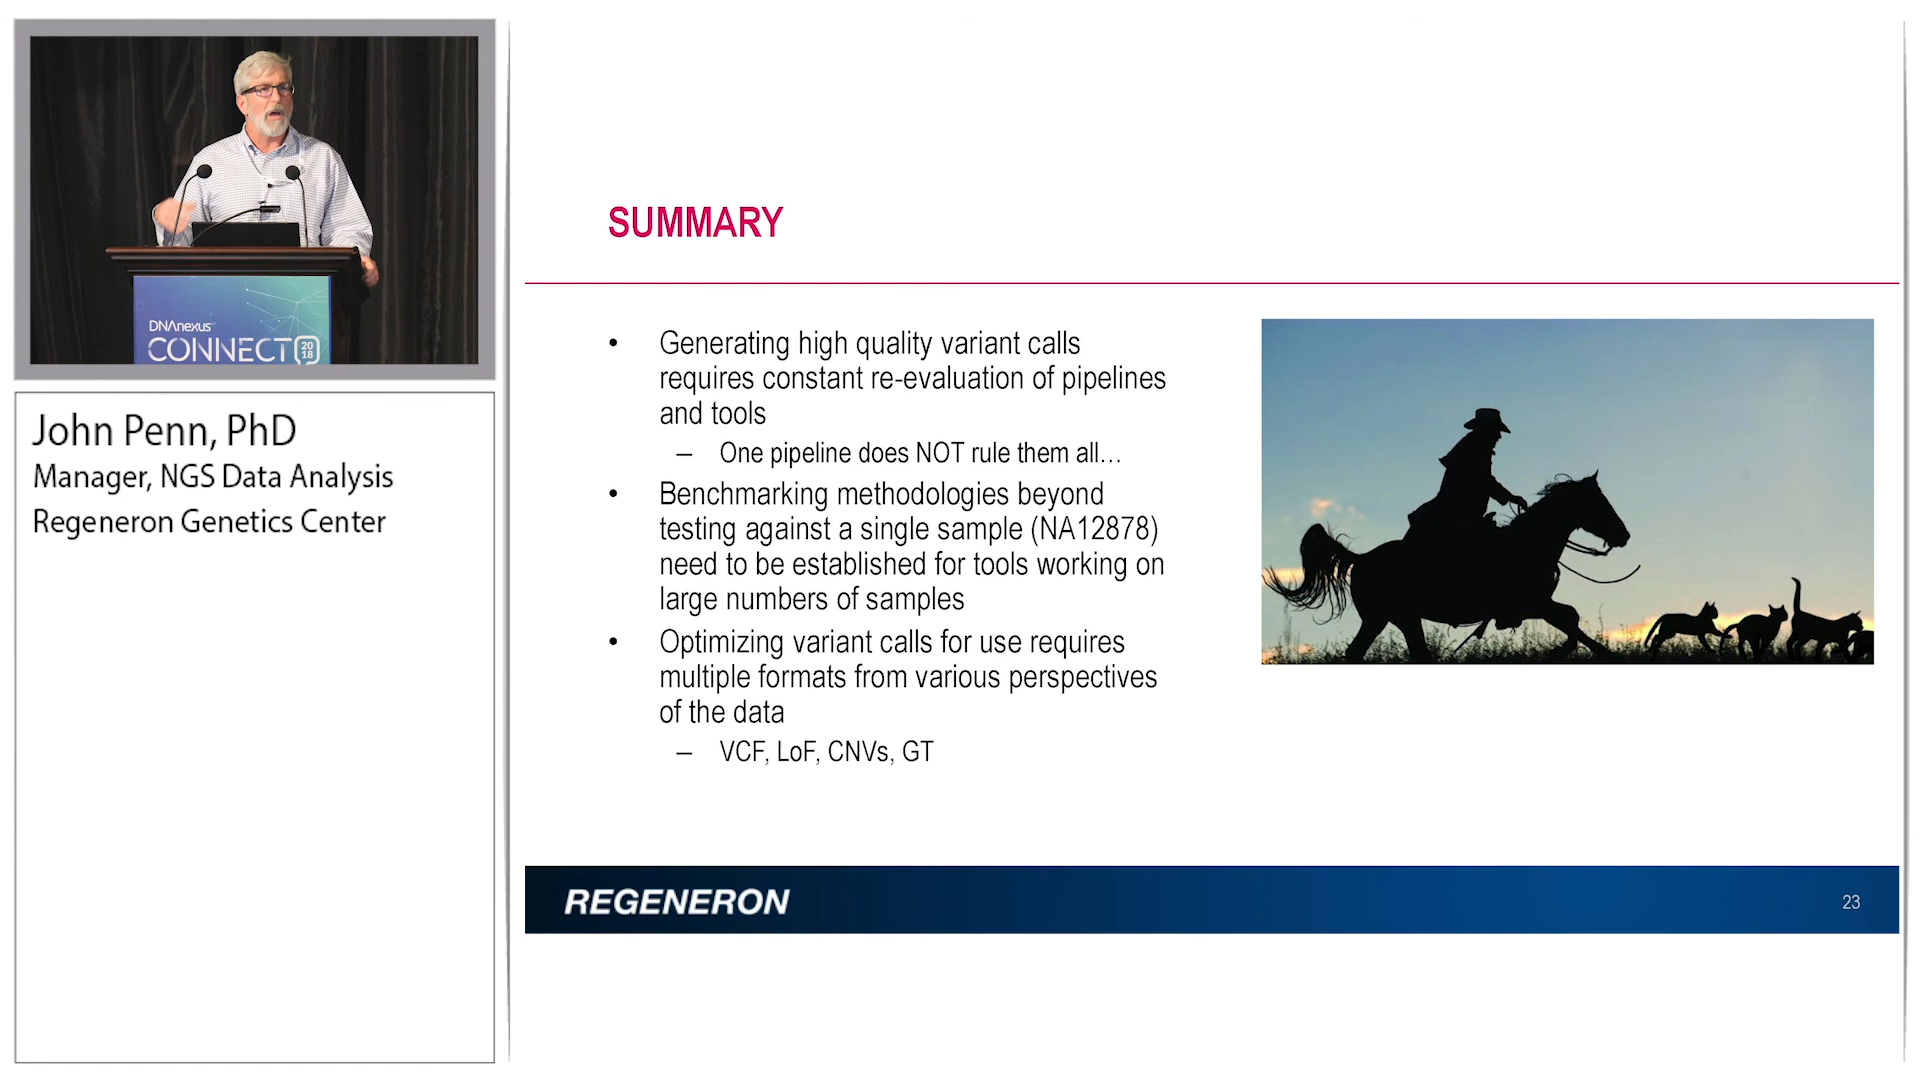 DNAnexus
CONNECT 20 18
John Penn, PhD
Manager, NGS Data Analysis
Regeneron Genetics Center
SUMMARY
• Generating high quality variant calls
requires constant re-evaluation of pipelines
and tools
– One pipeline does NOT rule them all…
• Benchmarking methodologies beyond
testing against a single sample (NA12878)
need to be established for tools working on
large numbers of samples
• Optimizing variant calls for use requires
multiple formats from various perspectives
of the data
– VCF, LoF, CNVs, GT
REGENERON
23